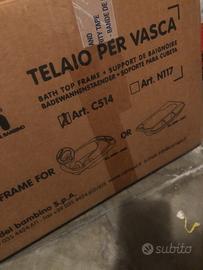 TELAIO PER VASCA
BATH TOP FRAME • SUPPORT DE BAIGNOIRE
BADEWANNENSTAENDER • SOPORTE PARA CUBETA
Art. C514
Art. N117
FRAME FOR
OR
del bambino S.p.A.
subito